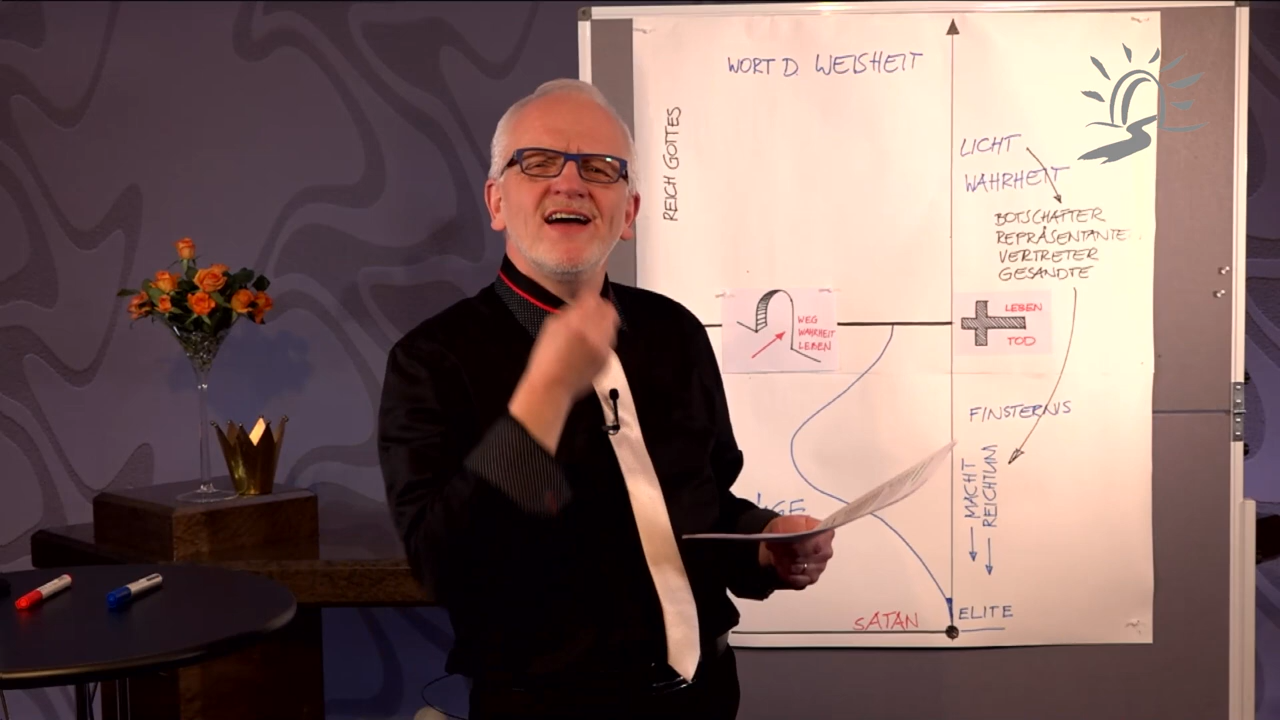 WORT D. WEISHEIT
REICH GOTTES
LICHT
WAHRHEIT
BOTSCHAFTER
REPRÄSENTANTE
VERTRETER
GESANDTE
WEG
WAHRHEIT
LEBEN
LEBEN
TOD
FINSTERNIS
MACHT
REICHTUM
SATAN
ELITE